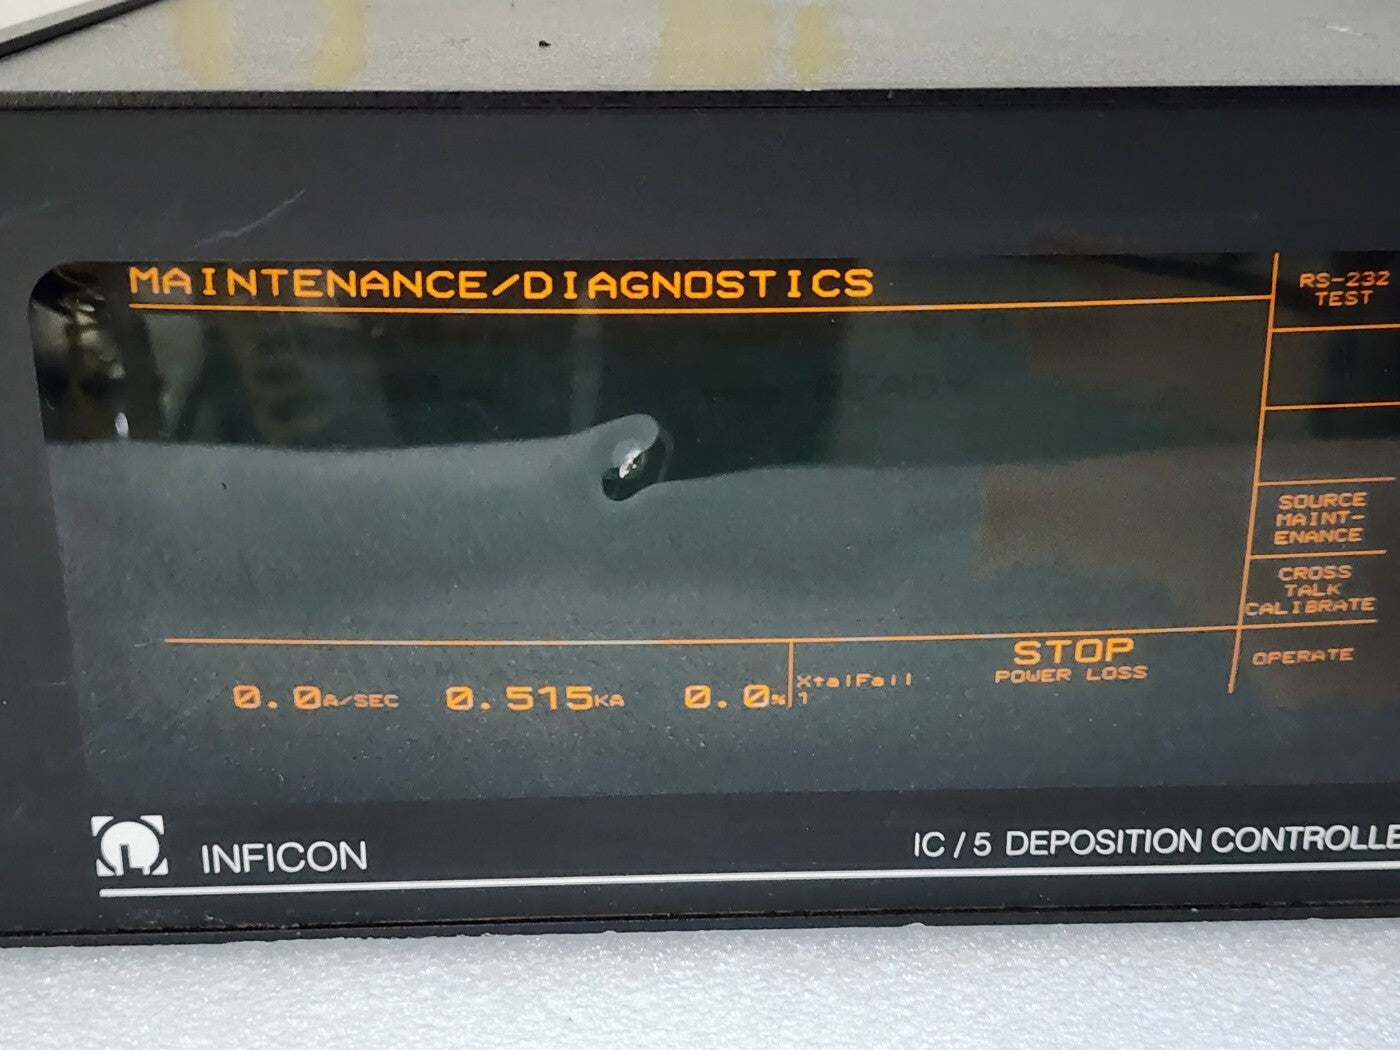 MAINTENANCE/DIAGNOSTICS
RS-232
TEST
READY
SOURCE
MAINT-
ENANCE
CROSS
TALK
CALIBRATE
OPERATE
0.0A/SEC 0.515KA 0.0%
XtalFail
1
STOP
POWER LOSS
INFICON
IC/5 DEPOSITION CONTROLLE